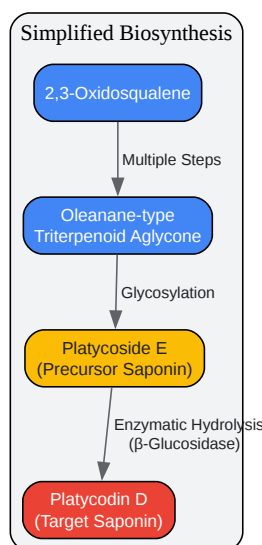 Simplified Biosynthesis
2,3-Oxidosqualene
Multiple Steps
Oleanane-type
Triterpenoid Aglycone
Glycosylation
Platycoside E
(Precursor Saponin)
Enzymatic Hydrolysis
(β-Glucosidase)
Platycodin D
(Target Saponin)